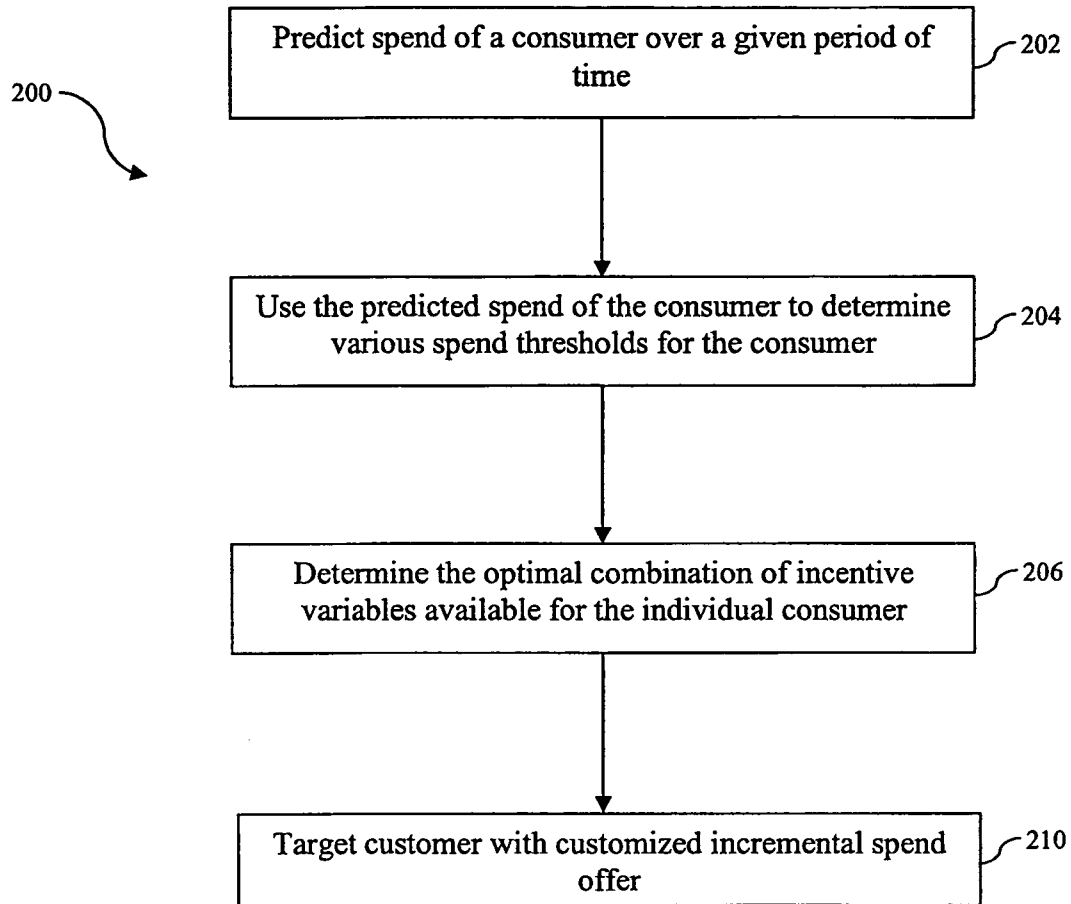 Predict spend of a consumer over a given period of
time
202
200
Use the predicted spend of the consumer to determine
various spend thresholds for the consumer
204
Determine the optimal combination of incentive
variables available for the individual consumer
206
Target customer with customized incremental spend
offer
210